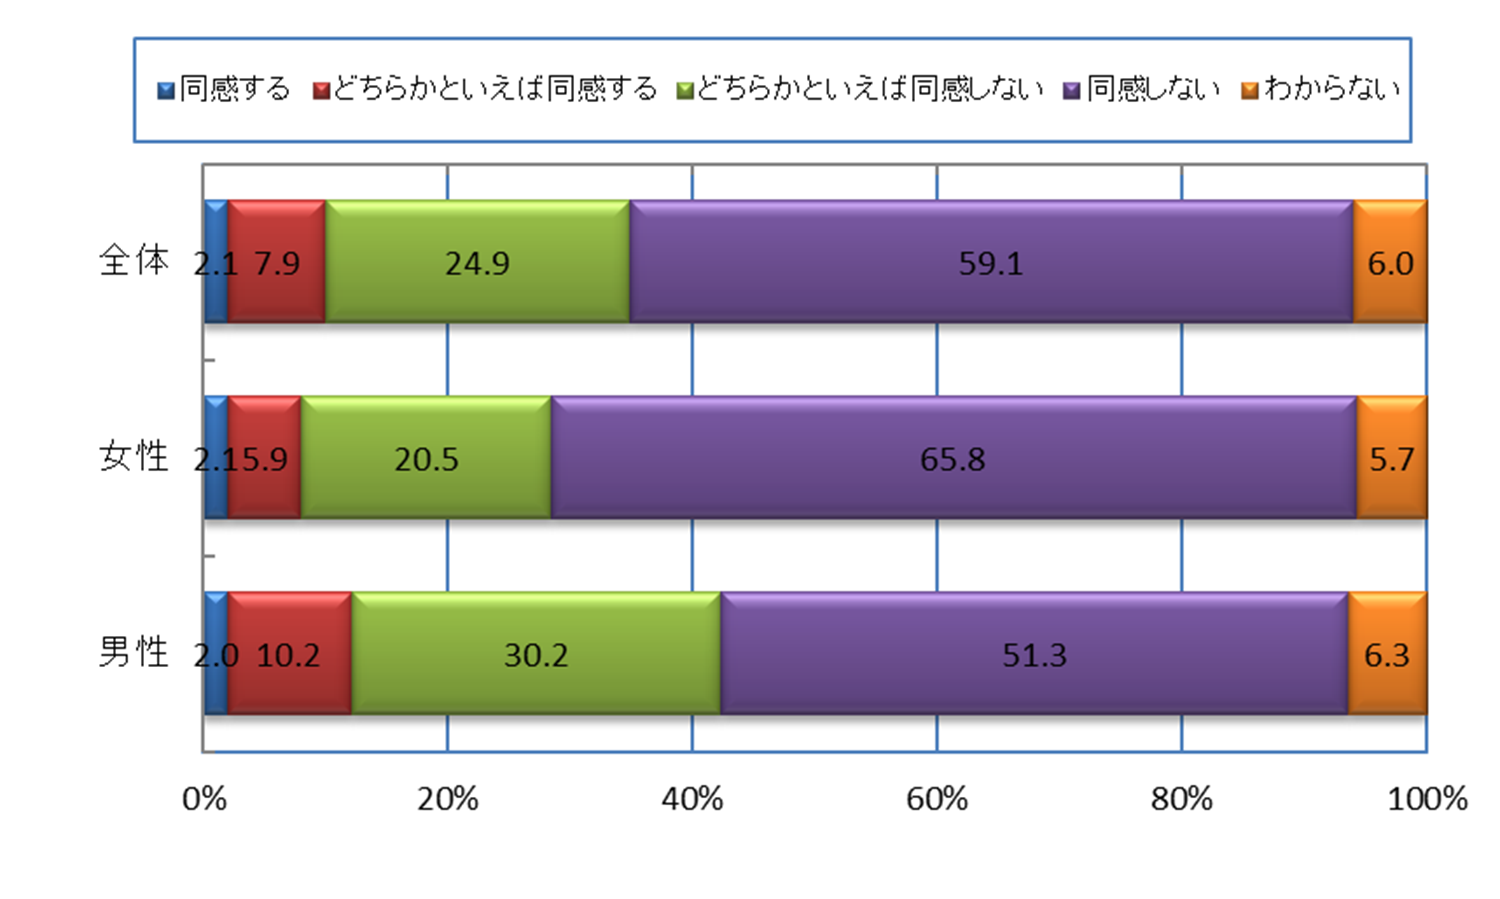 同感する どちらかといえば同感する どちらかといえば同感しない 同感しない わからない
全体 2.1 7.9 24.9 59.1 6.0
女性 2.1 5.9 20.5 65.8 5.7
男性 2.0 10.2 30.2 51.3 6.3
0% 20% 40% 60% 80% 100%